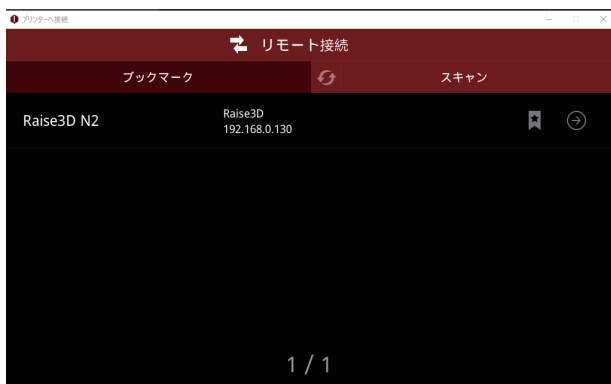 プリンターへ接続
リモート接続
ブックマーク
スキャン
Raise3D N2
Raise3D
192.168.0.130
1 / 1